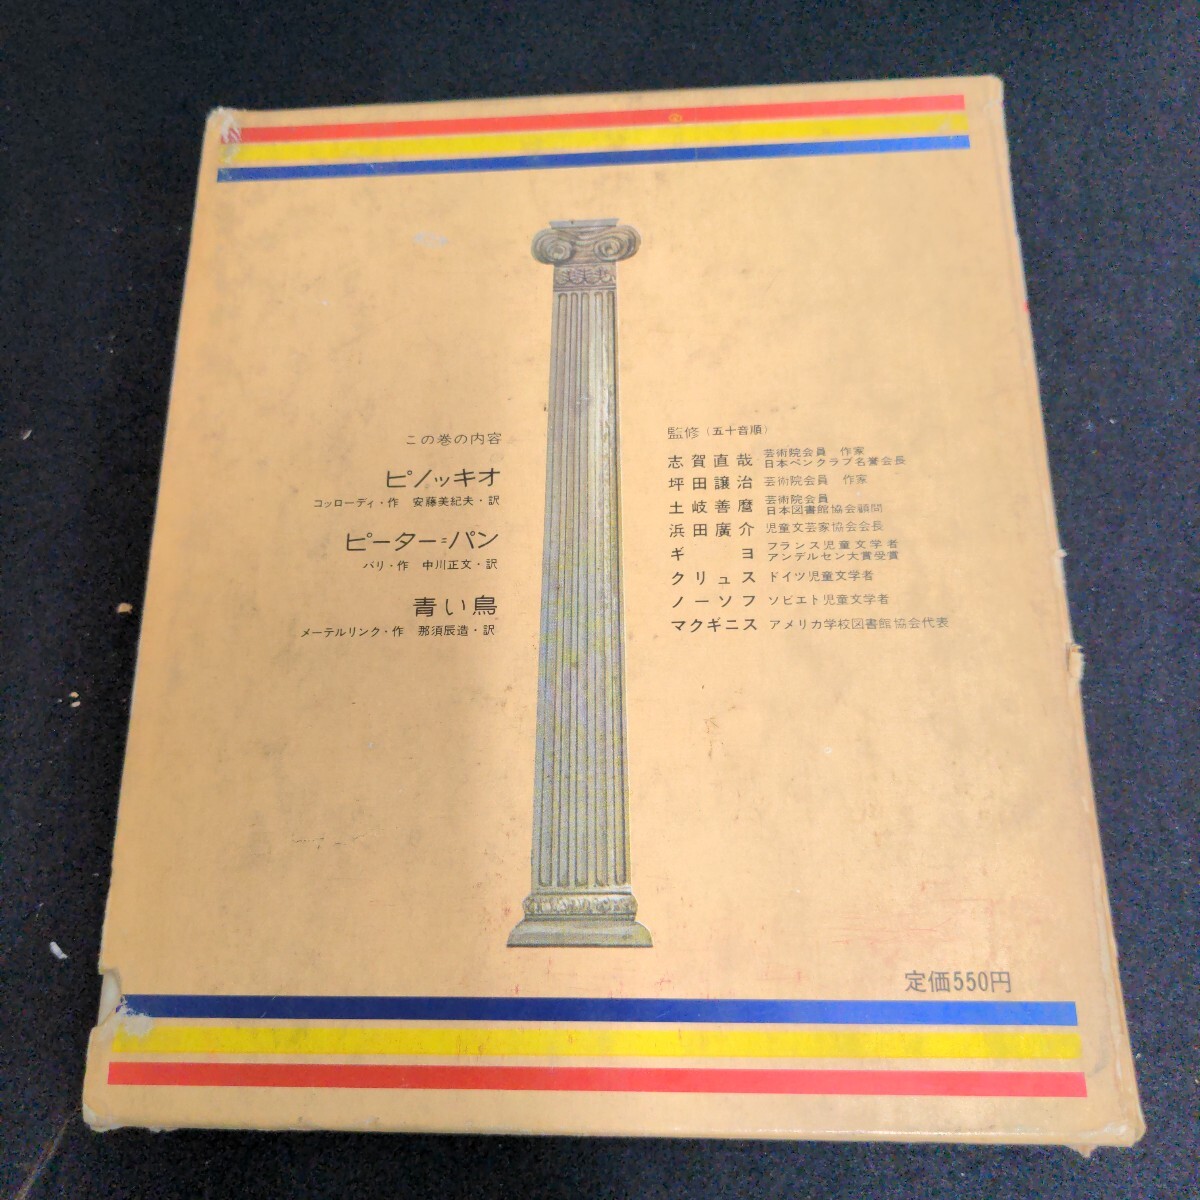 この巻の内容
ピノッキオ
コッローディ・作 安藤美紀夫・訳
ピーター=パン
バリ・作 中川正文・訳
青い鳥
メーテルリンク・作 那須辰造・訳
監修(五十音順)
志賀直哉 芸術院会員 作家
日本ペンクラブ名誉会長
坪田譲治 芸術院会員 作家
土岐善麿 芸術院会員
日本図書館協会顧問
浜田廣介 児童文芸家協会会長
ギヨ フランス児童文学者
アンデルセン大賞受賞
クリュス ドイツ児童文学者
ノーソフ ソビエト児童文学者
マクギニス アメリカ学校図書館協会代表
定価550円